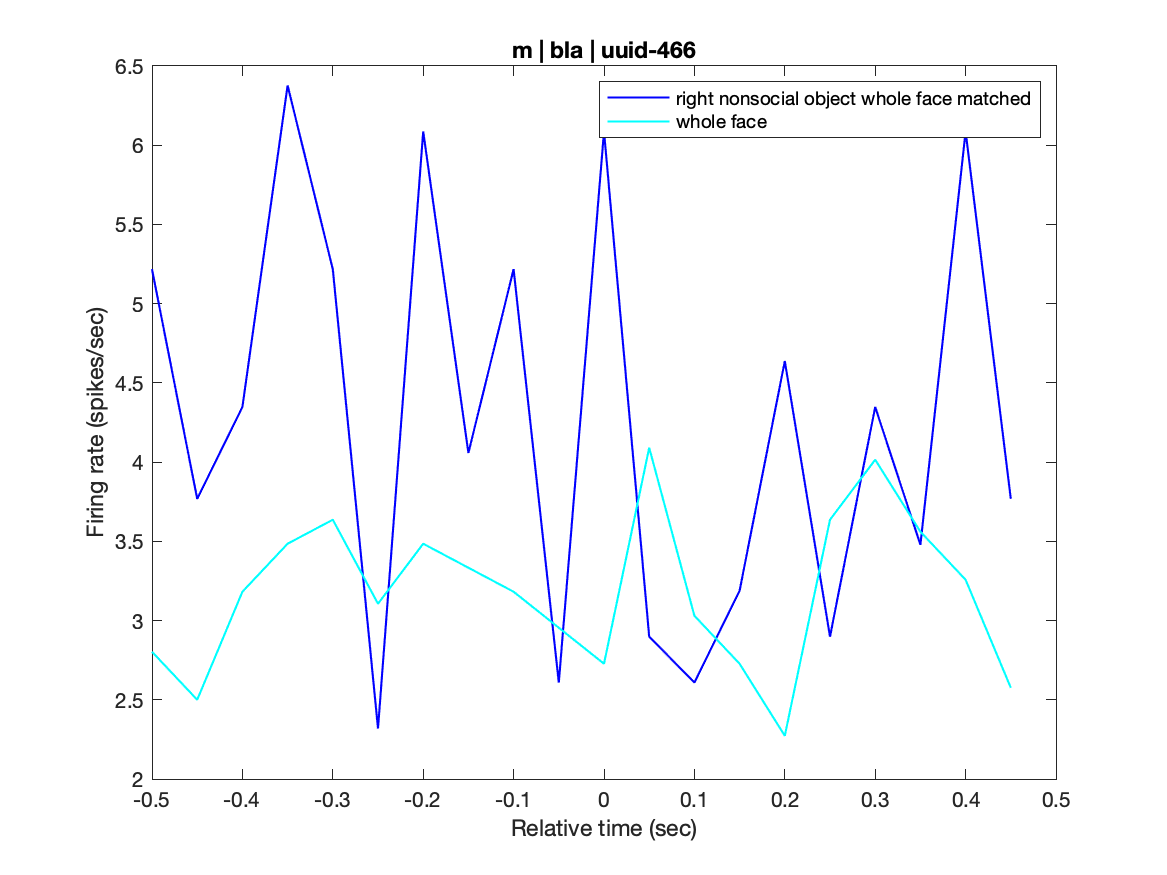 m | bla | uuid-466
right nonsocial object whole face matched
whole face
Firing rate (spikes/sec)
6.5
6
5.5
5
4.5
4
3.5
3
2.5
2
-0.5 -0.4 -0.3 -0.2 -0.1 0 0.1 0.2 0.3 0.4 0.5
Relative time (sec)